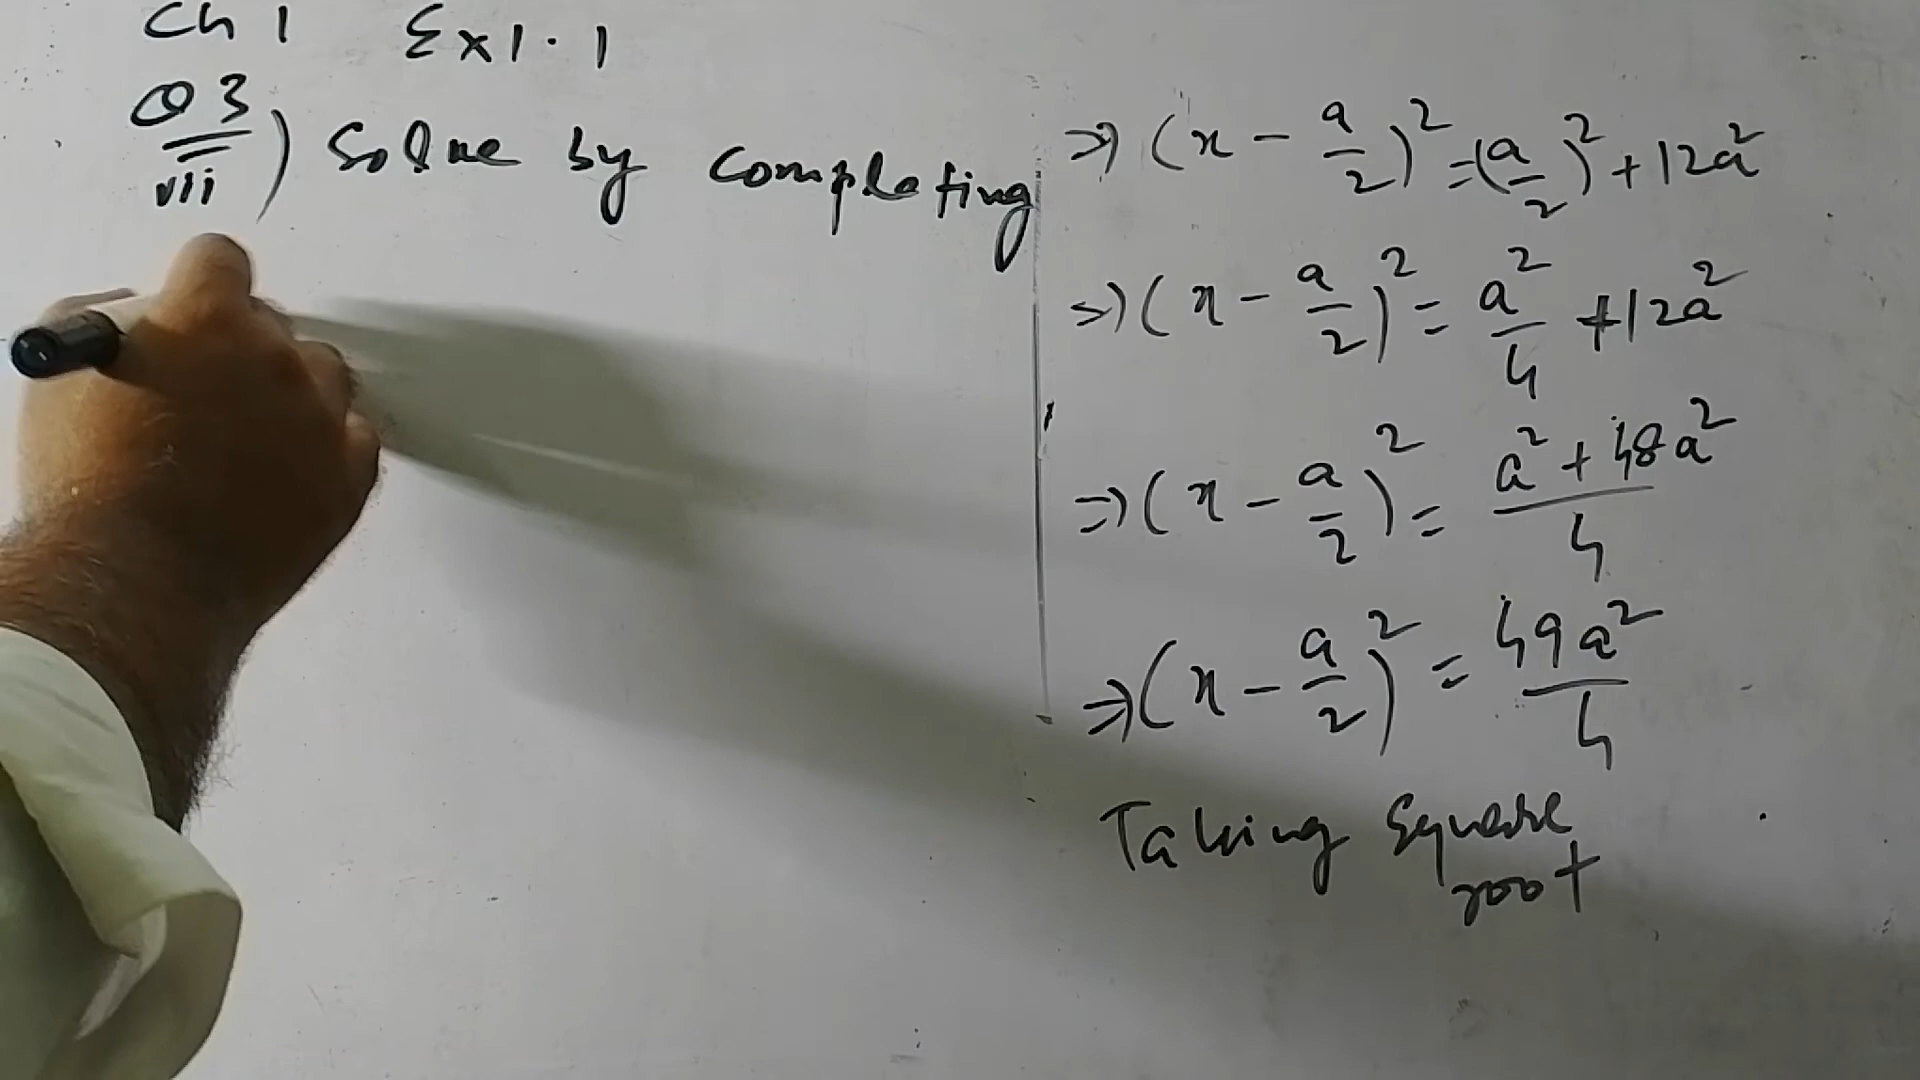 Ch 1 Ex 1.1
Q3
vii) Solve by completing
=> (x - a/2)² = (a/2)² + 12a²
=> (x - a/2)² = a²/4 + 12a²
=> (x - a/2)² = (a² + 48a²)/4
=> (x - a/2)² = 49a²/4
Taking Square
root